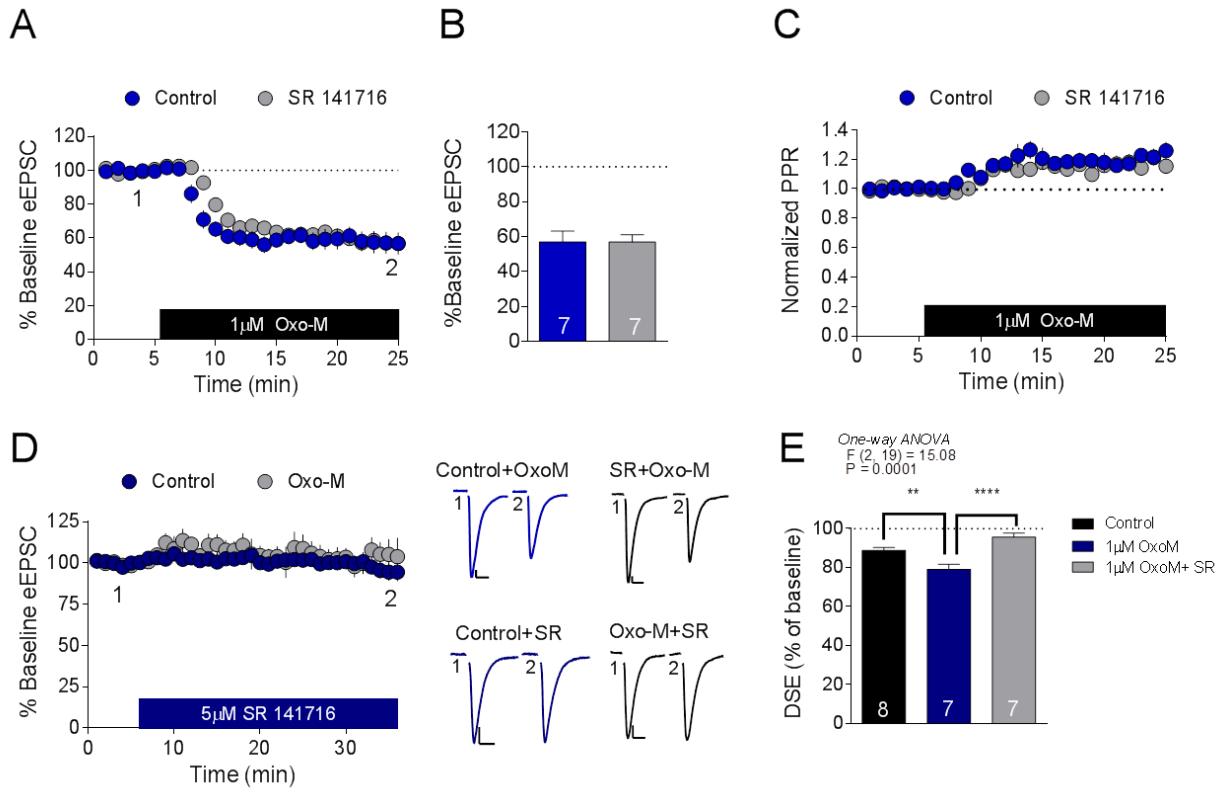 A
Control
SR 141716
% Baseline eEPSC
120
100
80
60
40
20
0
1
2
1μM Oxo-M
0
5
10
15
20
25
Time (min)
B
%Baseline eEPSC
120
100
80
60
40
20
0
7
7
C
Control
SR 141716
Normalized PPR
1.4
1.2
1.0
0.8
0.6
0.4
0.2
0.0
1μM Oxo-M
0
5
10
15
20
25
Time (min)
D
Control
Oxo-M
% Baseline eEPSC
125
100
75
50
25
0
1
2
5μM SR 141716
0
10
20
30
Time (min)
Control+OxoM
1
2
SR+Oxo-M
1
2
Control+SR
1
2
Oxo-M+SR
1
2
E
One-way ANOVA
F (2, 19) = 15.08
P = 0.0001
**
****
DSE (% of baseline)
100
80
60
40
20
0
8
7
7
Control
1μM OxoM
1μM OxoM+ SR